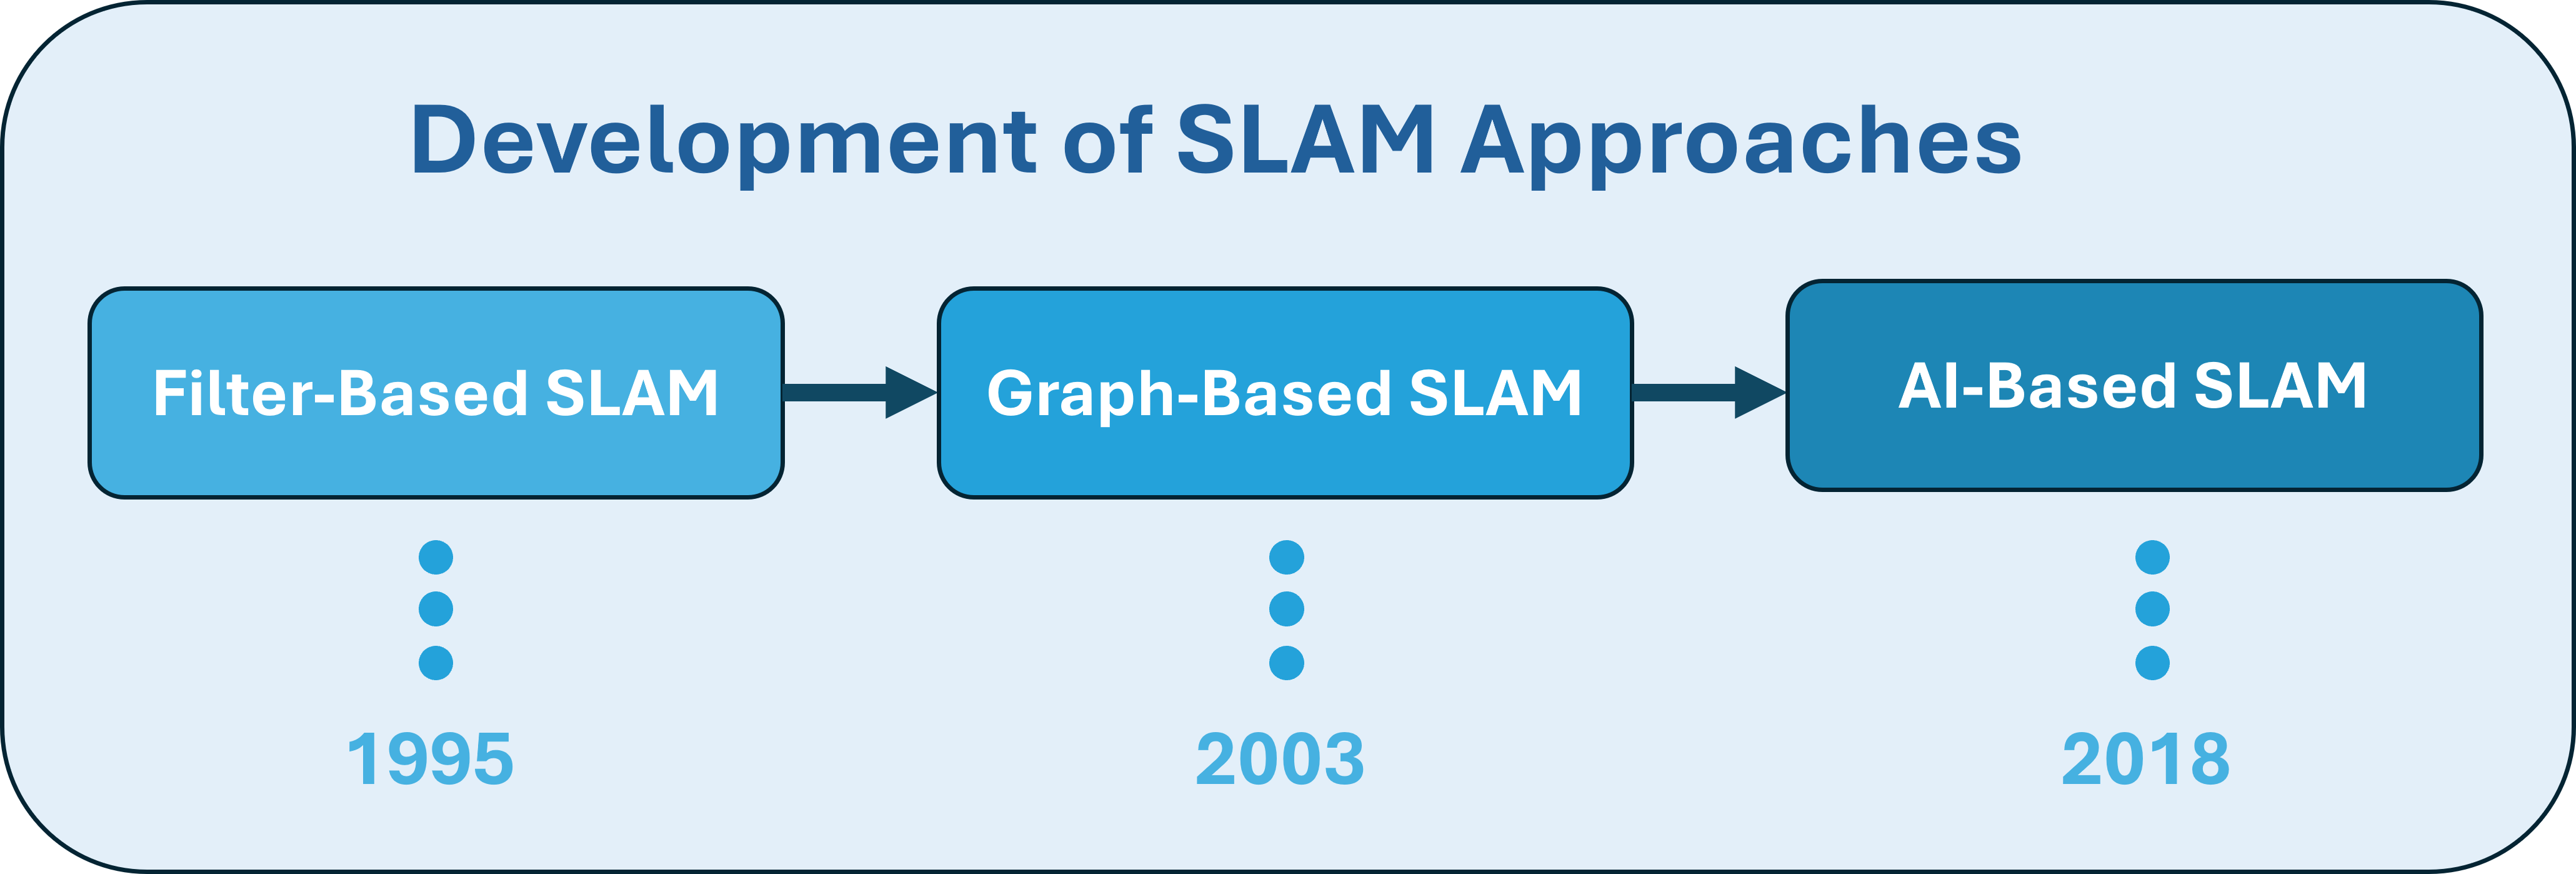 Development of SLAM Approaches
Filter-Based SLAM
Graph-Based SLAM
AI-Based SLAM
1995
2003
2018